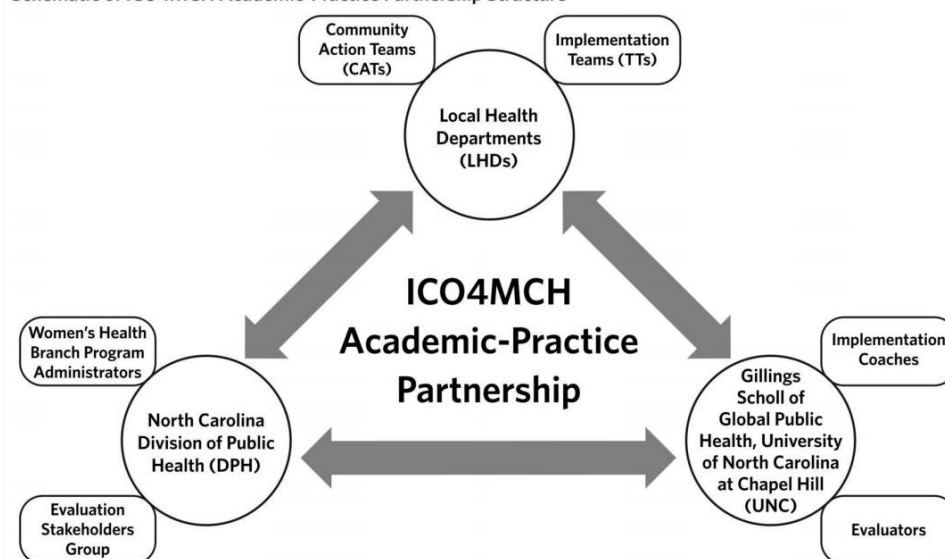 Community
Action Teams
(CATs)
Implementation
Teams (TTs)
Local Health
Departments
(LHDs)
ICO4MCH
Academic-Practice
Partnership
Women's Health
Branch Program
Administrators
North Carolina
Division of Public
Health (DPH)
Evaluation
Stakeholders
Group
Implementation
Coaches
Gillings
Scholl of
Global Public
Health, University
of North Carolina
at Chapel Hill
(UNC)
Evaluators